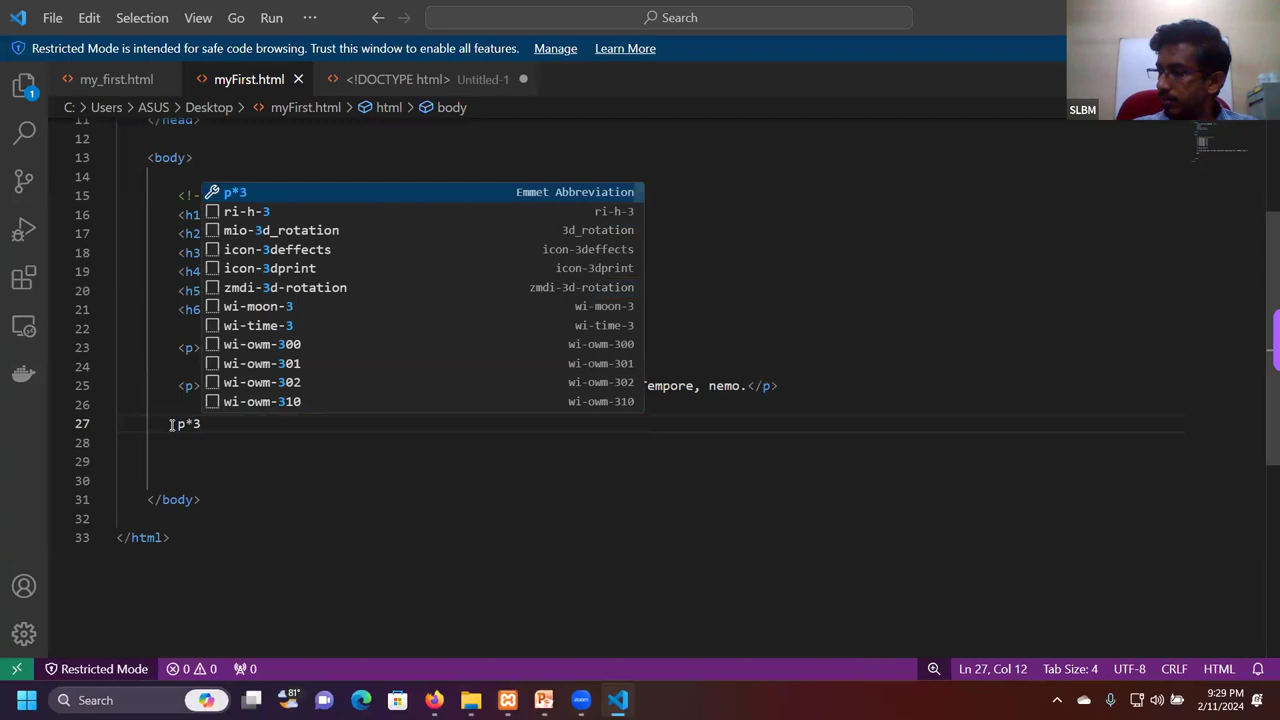 File Edit Selection View Go Run ··· Search
Restricted Mode is intended for safe code browsing. Trust this window to enable all features. Manage Learn More
my_first.html myFirst.html <!DOCTYPE html> Untitled-1
SLBM
C: > Users > ASUS > Desktop > myFirst.html > html > body
11 </head>
12
13 <body>
14
15 <!-
16 <h1
17 <h2
18 <h3
19 <h4
20 <h5
21 <h6
22
23 <p>
24
25 <p> Tempore, nemo.</p>
26
27 p*3
28
29
30
31 </body>
32
33 </html>
p*3 Emmet Abbreviation
ri-h-3 ri-h-3
mio-3d_rotation 3d_rotation
icon-3deffects icon-3deffects
icon-3dprint icon-3dprint
zmdi-3d-rotation zmdi-3d-rotation
wi-moon-3 wi-moon-3
wi-time-3 wi-time-3
wi-owm-300 wi-owm-300
wi-owm-301 wi-owm-301
wi-owm-302 wi-owm-302
wi-owm-310 wi-owm-310
1
Restricted Mode 0 0 0 Ln 27, Col 12 Tab Size: 4 UTF-8 CRLF HTML
Search 81° 9:29 PM
2/11/2024